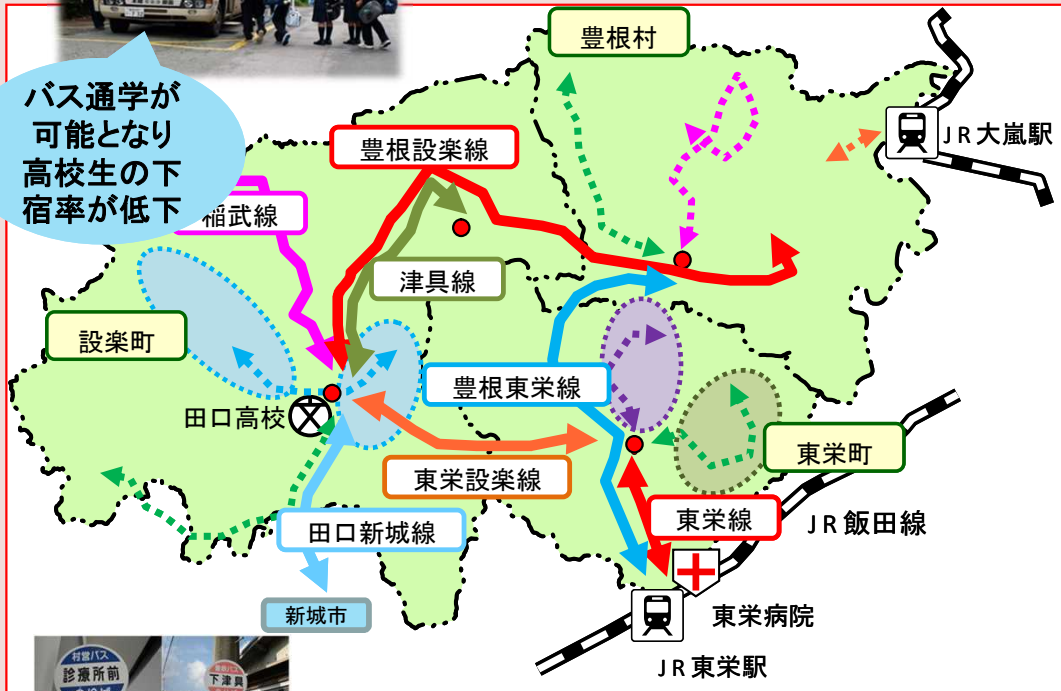 豊根村
バス通学が
可能となり
高校生の下
宿率が低下
JR大嵐駅
豊根設楽線
稲武線
津具線
設楽町
豊根東栄線
田口高校
東栄町
東栄設楽線
東栄線
JR飯田線
田口新城線
新城市
東栄病院
JR東栄駅
村営バス
診療所前
下津具